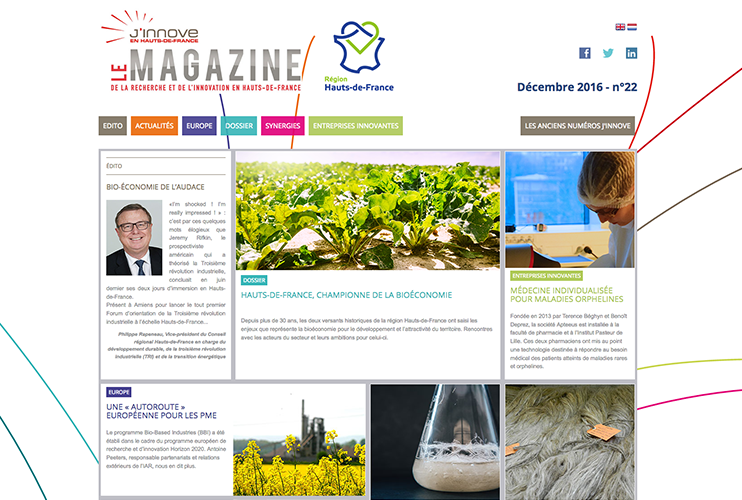 J'INNOVE
EN HAUTS-DE-FRANCE
LE MAGAZINE
DE LA RECHERCHE ET DE L'INNOVATION EN HAUTS-DE-FRANCE
Région
Hauts-de-France
Décembre 2016 - n°22
EDITO
ACTUALITÉS
EUROPE
DOSSIER
SYNERGIES
ENTREPRISES INNOVANTES
LES ANCIENS NUMÉROS J'INNOVE
ÉDITO
BIO-ÉCONOMIE DE L'AUDACE
«I'm shocked ! I'm
really impressed ! » :
c'est par ces quelques
mots élogieux que
Jeremy Rifkin, le
prospectiviste
américain qui a
théorisé la Troisième
révolution industrielle,
concluait en juin
dernier ses deux jours d'immersion en Hauts-
de-France.
Présent à Amiens pour lancer le tout premier
Forum d'orientation de la Troisième révolution
industrielle à l'échelle Hauts-de-France...
Philippe Rapeneau, Vice-président du Conseil
régional Hauts-de-France en charge du
développement durable, de la troisième révolution
industrielle (TRI) et de la transition énergétique
DOSSIER
HAUTS-DE-FRANCE, CHAMPIONNE DE LA BIOÉCONOMIE
Depuis plus de 30 ans, les deux versants historiques de la région Hauts-de-France ont saisi les
enjeux que représente la bioéconomie pour le développement et l'attractivité du territoire. Rencontres
avec les acteurs du secteur et leurs ambitions pour celui-ci.
ENTREPRISES INNOVANTES
MÉDECINE INDIVIDUALISÉE
POUR MALADIES ORPHELINES
Fondée en 2013 par Terence Béghyn et Benoît
Deprez, la société Apteeus est installée à la
faculté de pharmacie et à l'Institut Pasteur de
Lille. Ces deux pharmaciens ont mis au point
une technologie destinée à répondre au besoin
médical des patients atteints de maladies rares
et orphelines.
EUROPE
UNE « AUTOROUTE »
EUROPÉENNE POUR LES PME
Le programme Bio-Based Industries (BBI) a été
établi dans le cadre du programme européen de
recherche et d'innovation Horizon 2020. Antoine
Peeters, responsable partenariats et relations
extérieures de l'IAR, nous en dit plus.